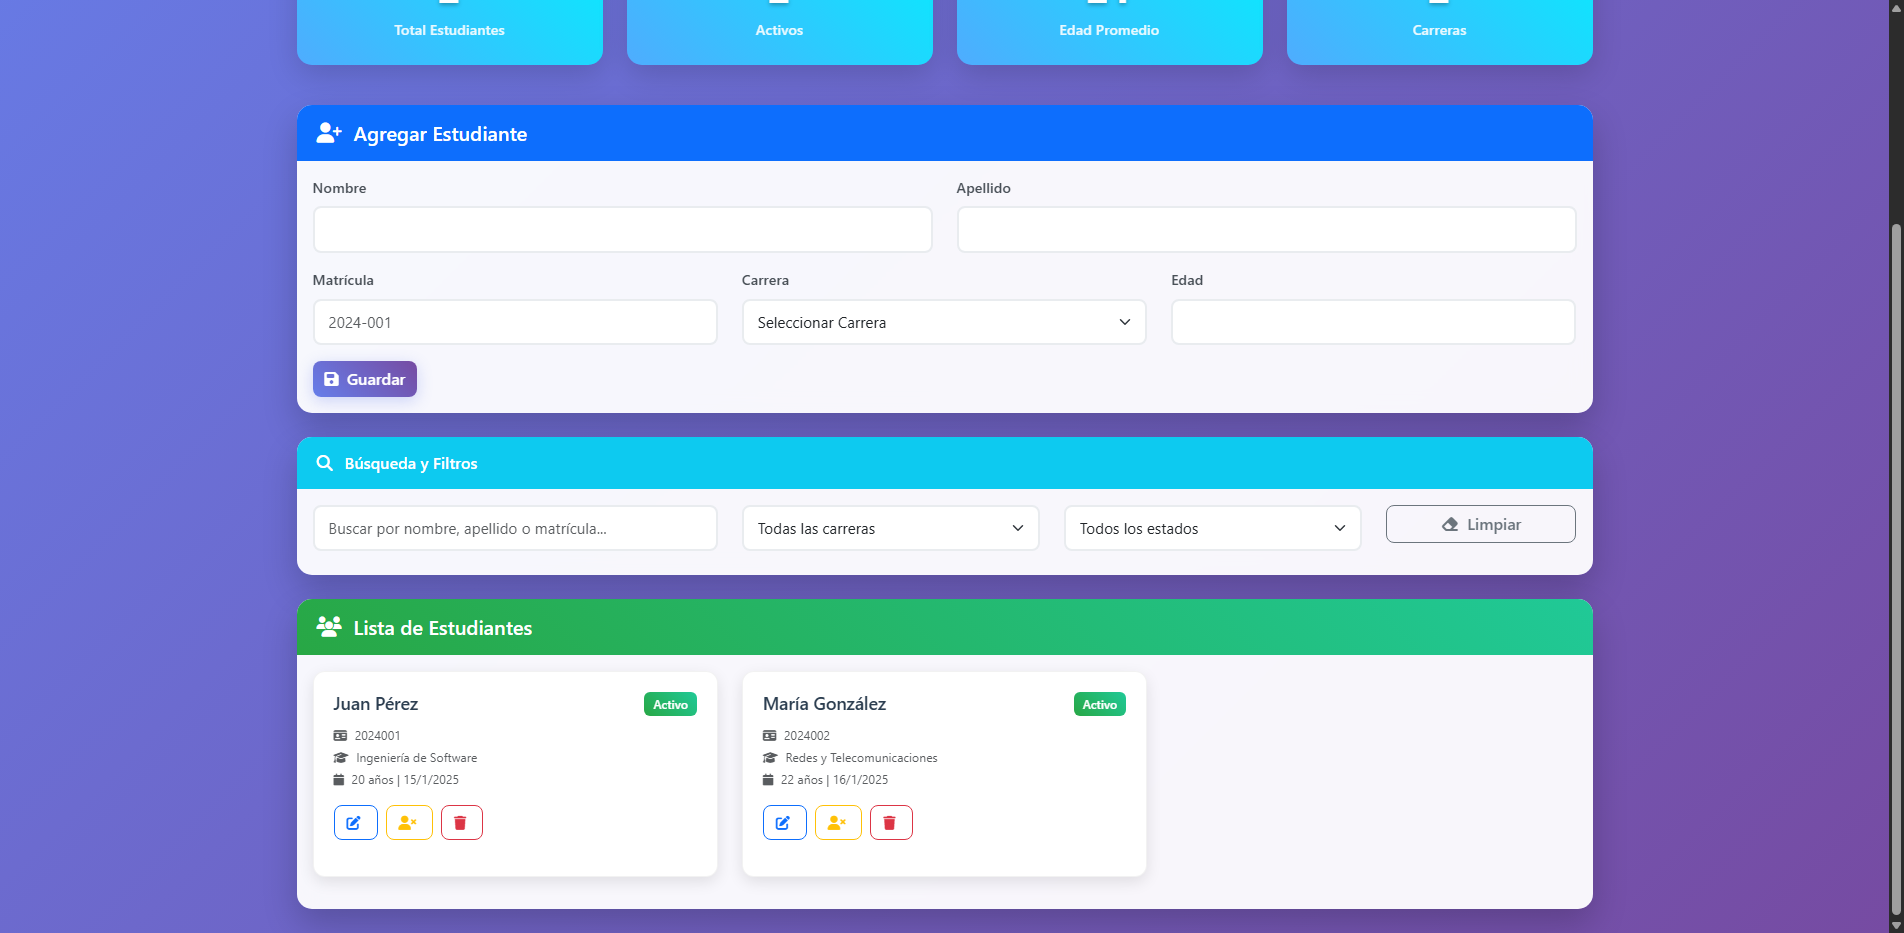 Total Estudiantes
Activos
Edad Promedio
Carreras
Agregar Estudiante
Nombre
Apellido
Matrícula
Carrera
Edad
2024-001
Seleccionar Carrera
Guardar
Búsqueda y Filtros
Buscar por nombre, apellido o matrícula...
Todas las carreras
Todos los estados
Limpiar
Lista de Estudiantes
Juan Pérez
Activo
2024001
Ingeniería de Software
20 años | 15/1/2025
María González
Activo
2024002
Redes y Telecomunicaciones
22 años | 16/1/2025